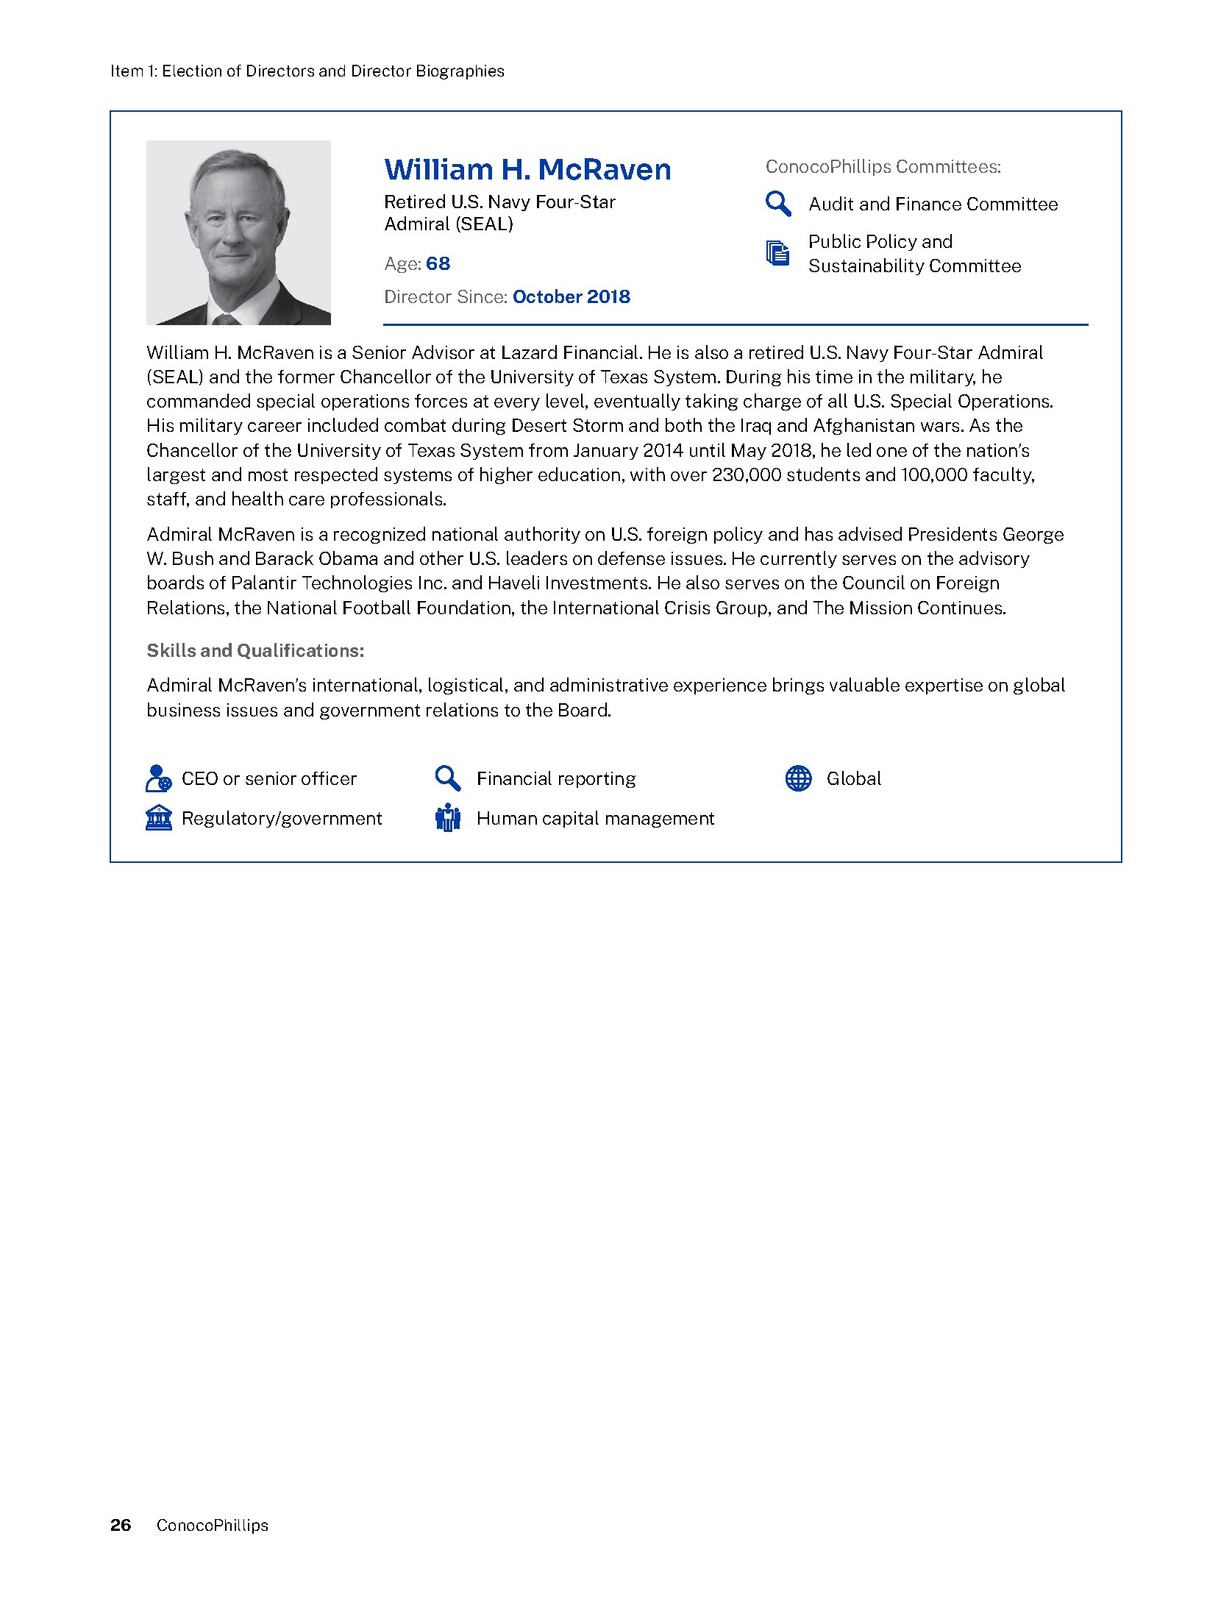 Item 1: Election of Directors and Director Biographies
William H. McRaven
Retired U.S. Navy Four-Star
Admiral (SEAL)
Age: 68
Director Since: October 2018
ConocoPhillips Committees:
Audit and Finance Committee
Public Policy and
Sustainability Committee
William H. McRaven is a Senior Advisor at Lazard Financial. He is also a retired U.S. Navy Four-Star Admiral
(SEAL) and the former Chancellor of the University of Texas System. During his time in the military, he
commanded special operations forces at every level, eventually taking charge of all U.S. Special Operations.
His military career included combat during Desert Storm and both the Iraq and Afghanistan wars. As the
Chancellor of the University of Texas System from January 2014 until May 2018, he led one of the nation's
largest and most respected systems of higher education, with over 230,000 students and 100,000 faculty,
staff, and health care professionals.
Admiral McRaven is a recognized national authority on U.S. foreign policy and has advised Presidents George
W. Bush and Barack Obama and other U.S. leaders on defense issues. He currently serves on the advisory
boards of Palantir Technologies Inc. and Haveli Investments. He also serves on the Council on Foreign
Relations, the National Football Foundation, the International Crisis Group, and The Mission Continues.
Skills and Qualifications:
Admiral McRaven's international, logistical, and administrative experience brings valuable expertise on global
business issues and government relations to the Board.
CEO or senior officer
Financial reporting
Global
Regulatory/government
Human capital management
26 ConocoPhillips